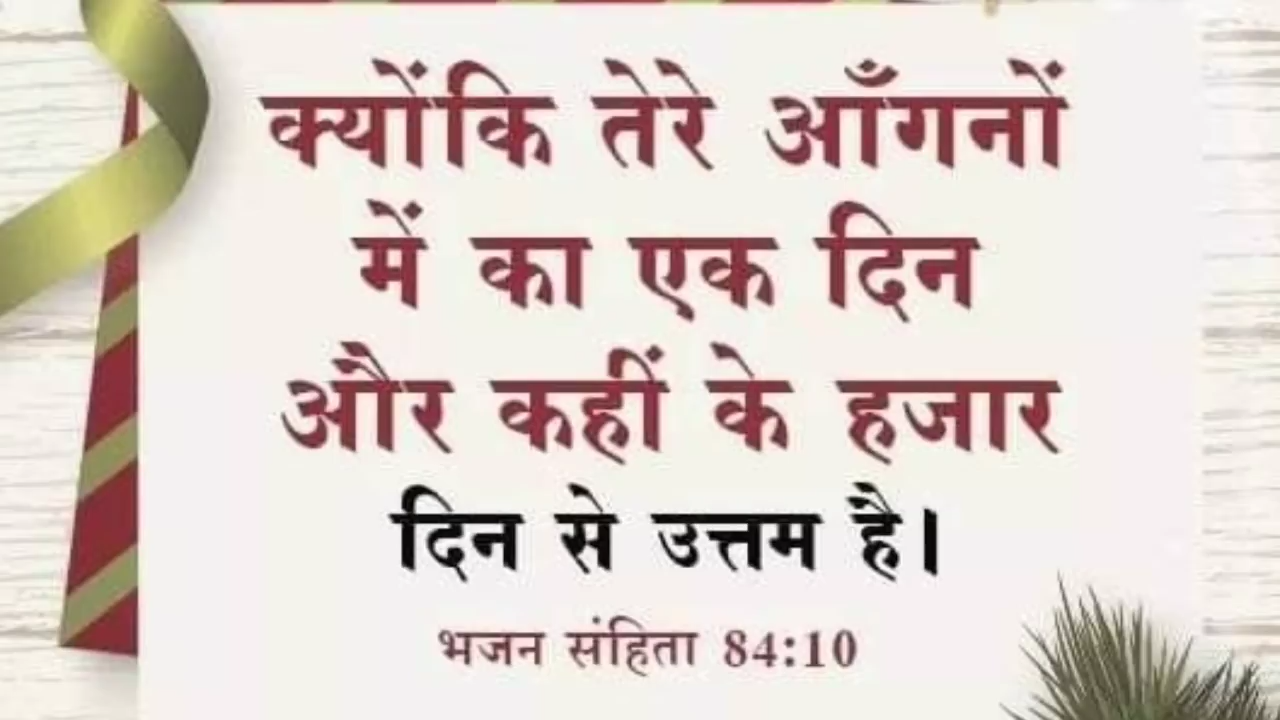 क्योंकि तेरे आँगनों
में का एक दिन
और कहीं के हजार
दिन से उत्तम है।
भजन संहिता 84:10